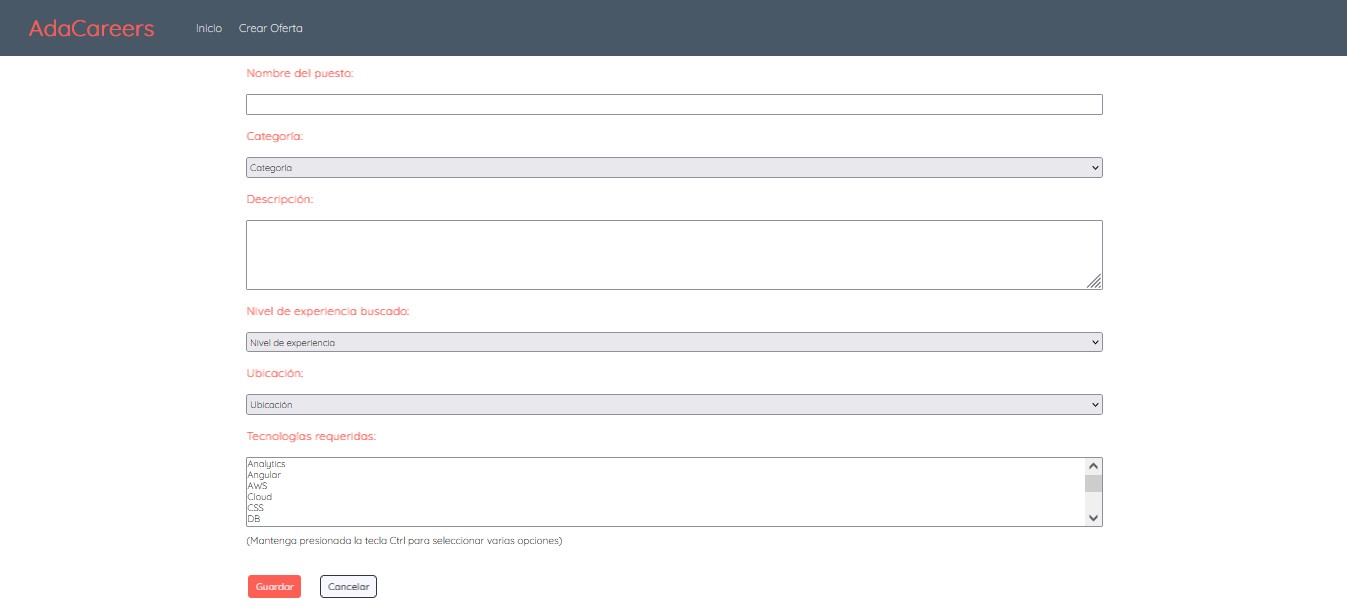 AdaCareers Inicio Crear Oferta
Nombre del puesto:
Categoría:
Categoría
Descripción:
Nivel de experiencia buscado:
Nivel de experiencia
Ubicación:
Ubicación
Tecnologías requeridas:
Analytics
Angular
AWS
Cloud
CSS
DB
(Mantenga presionada la tecla Ctrl para seleccionar varias opciones)
Guardar Cancelar